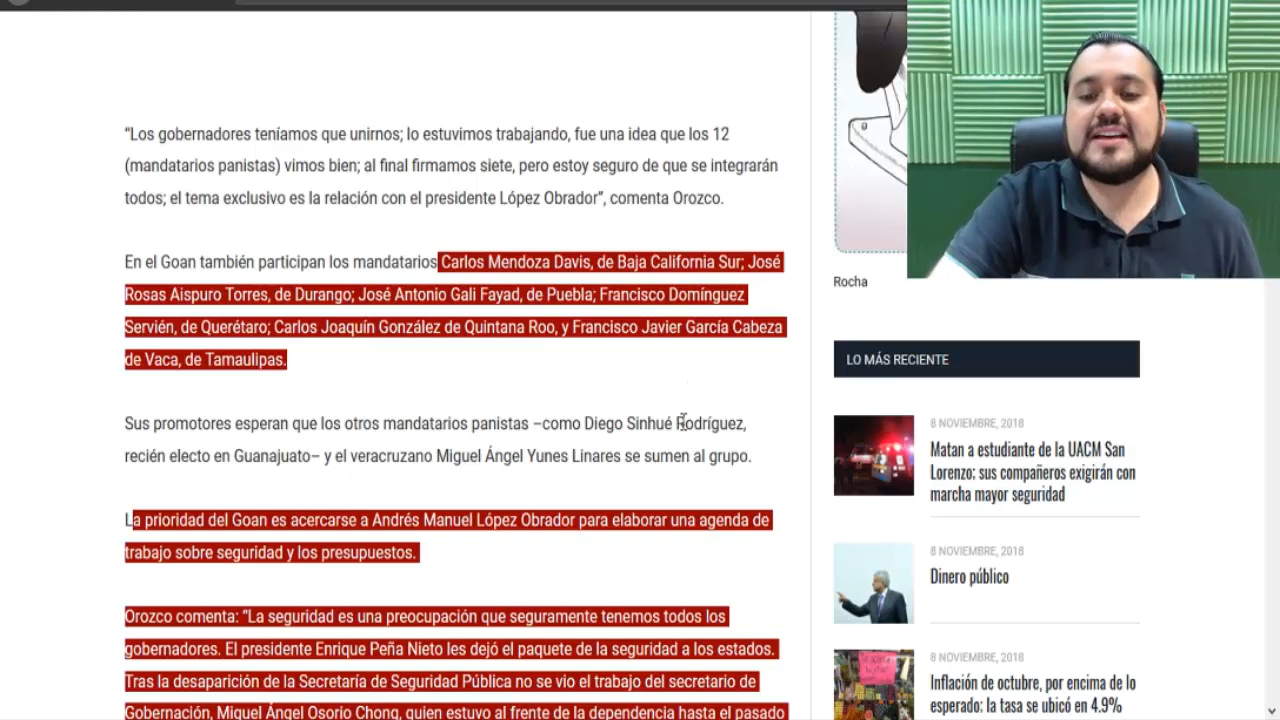 “Los gobernadores teníamos que unirnos; lo estuvimos trabajando, fue una idea que los 12
(mandatarios panistas) vimos bien; al final firmamos siete, pero estoy seguro de que se integrarán
todos; el tema exclusivo es la relación con el presidente López Obrador”, comenta Orozco.
En el Goan también participan los mandatarios Carlos Mendoza Davis, de Baja California Sur; José
Rosas Aispuro Torres, de Durango; José Antonio Gali Fayad, de Puebla; Francisco Domínguez
Servién, de Querétaro; Carlos Joaquín González de Quintana Roo, y Francisco Javier García Cabeza
de Vaca, de Tamaulipas.
Sus promotores esperan que los otros mandatarios panistas –como Diego Sinhué Rodríguez,
recién electo en Guanajuato– y el veracruzano Miguel Ángel Yunes Linares se sumen al grupo.
La prioridad del Goan es acercarse a Andrés Manuel López Obrador para elaborar una agenda de
trabajo sobre seguridad y los presupuestos.
Orozco comenta: “La seguridad es una preocupación que seguramente tenemos todos los
gobernadores. El presidente Enrique Peña Nieto les dejó el paquete de la seguridad a los estados.
Tras la desaparición de la Secretaría de Seguridad Pública no se vio el trabajo del secretario de
Gobernación, Miguel Ángel Osorio Chong, quien estuvo al frente de la dependencia hasta el pasado
Rocha
LO MÁS RECIENTE
8 NOVIEMBRE, 2018
Matan a estudiante de la UACM San
Lorenzo; sus compañeros exigirán con
marcha mayor seguridad
8 NOVIEMBRE, 2018
Dinero público
8 NOVIEMBRE, 2018
Inflación de octubre, por encima de lo
esperado; la tasa se ubicó en 4.9%